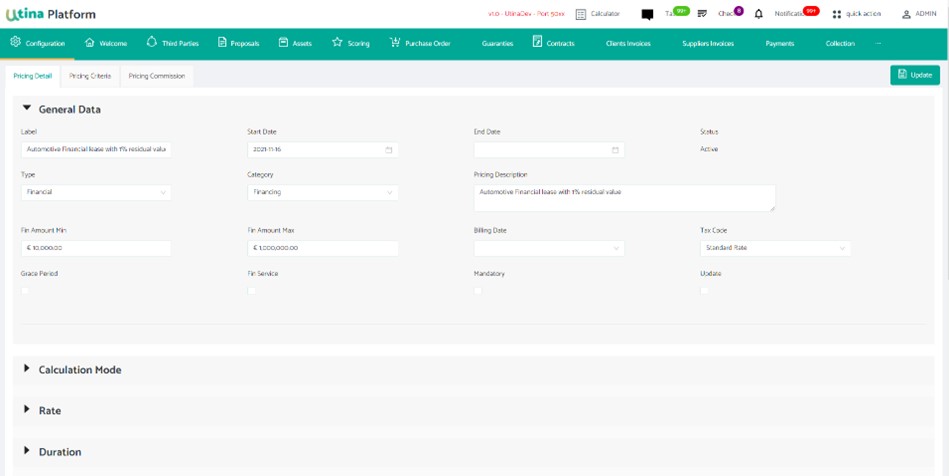 Utina Platform
v1.0 - UtinaDev - Port 50xx
Calculator
Ta 99+
Chec 8
Notificati 99+
quick action
ADMIN
Configuration
Welcome
Third Parties
Proposals
Assets
Scoring
Purchase Order
Guaranties
Contracts
Clients Invoices
Suppliers Invoices
Payments
Collection
...
Pricing Detail
Pricing Criteria
Pricing Commission
Update
General Data
Label
Start Date
End Date
Status
Automotive Financial lease with 1% residual valu
2021-11-16
Active
Type
Category
Pricing Description
Financial
Financing
Automotive Financial lease with 1% residual value
Fin Amount Min
Fin Amount Max
Billing Date
Tax Code
£ 10,000.00
£ 1,000,000.00
Standard Rate
Grace Period
Fin Service
Mandatory
Update
Calculation Mode
Rate
Duration